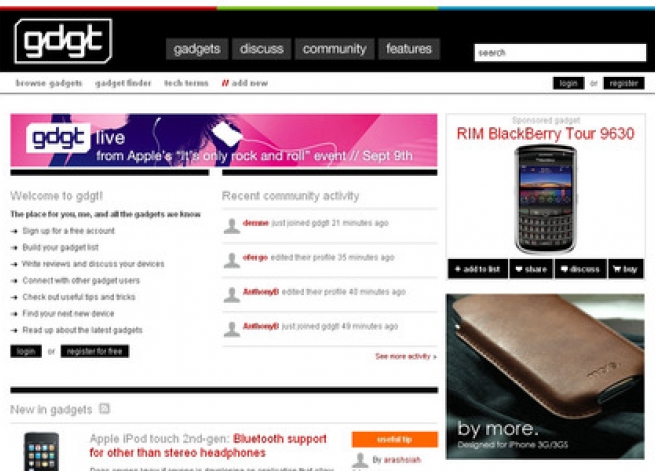 gdgt
gadgets discuss community features
search
browse gadgets gadget finder tech terms // add new
login or register
gdgt live
from Apple's "It's only rock and roll" event // Sept 9th
Sponsored gadget
RIM BlackBerry Tour 9630
+ add to list share discuss buy
Welcome to gdgt!
The place for you, me, and all the gadgets we know
Sign up for a free account
Build your gadget list
Write reviews and discuss your devices
Connect with other gadget users
Check out useful tips and tricks
Find your next new device
Read up about the latest gadgets
login or register for free
Recent community activity
just joined gdgt! 21 minutes ago
ofergo edited their profile 35 minutes ago
AnthonyB edited their profile 40 minutes ago
AnthonyB just joined gdgt! 49 minutes ago
See more activity »
by more.
Designed for iPhone 3G/3GS
New in gadgets
Apple iPod touch 2nd-gen: Bluetooth support
for other than stereo headphones
useful tip
By arashsiah